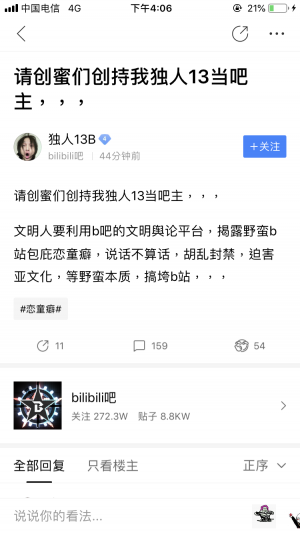 中国电信 4G 下午4:06 21%
请创蜜们创持我独人13当吧
主，，，
独人13B 4
bilibili吧 44分钟前
＋关注
请创蜜们创持我独人13当吧主，，，
文明人要利用b吧的文明舆论平台，揭露野蛮b
站包庇恋童癖，说话不算话，胡乱封禁，迫害
亚文化，等野蛮本质，搞垮b站，，，
#恋童癖#
11 159 54
bilibili吧
关注 272.3W 贴子 8.8KW
全部回复 只看楼主 正序
说说你的看法...